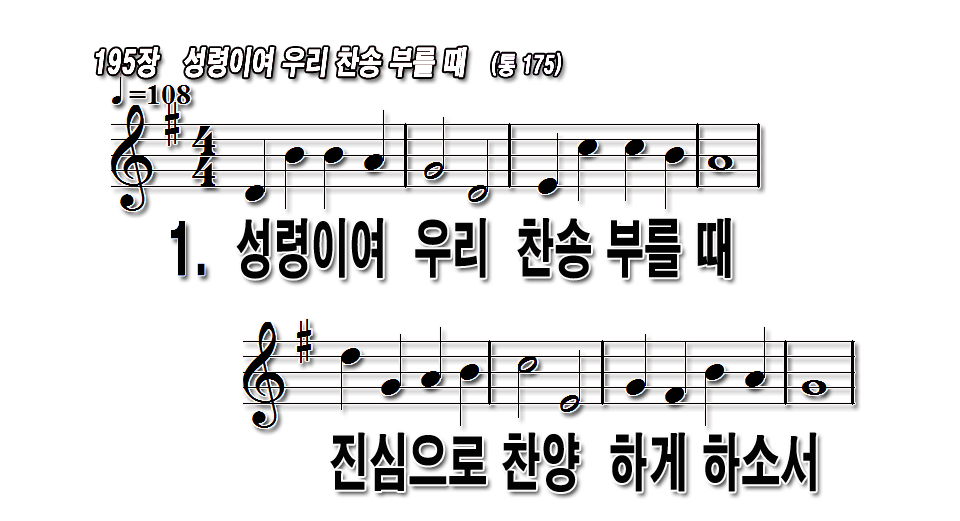 195장 성령이여 우리 찬송 부를 때 (통 175)
♩=108
4
4
1. 성령이여 우리 찬송 부를 때
진심으로 찬양 하게 하소서